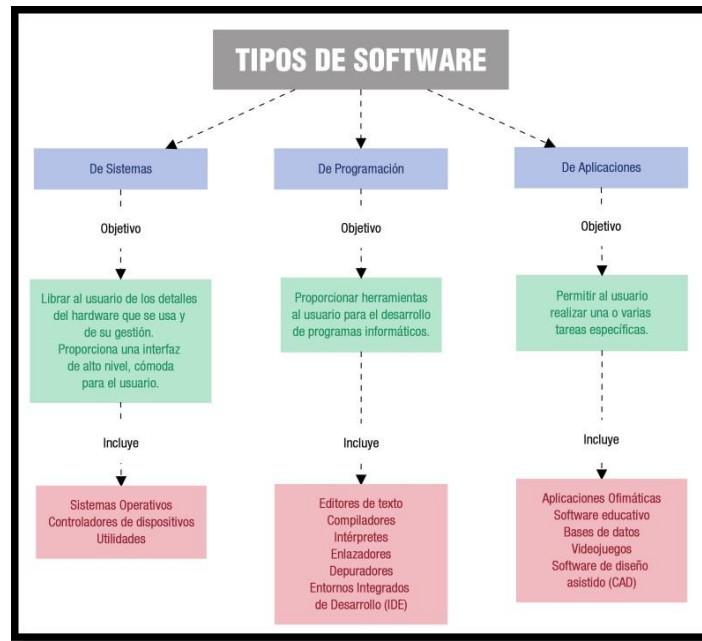 TIPOS DE SOFTWARE
De Sistemas
Objetivo
Librar al usuario de los detalles
del hardware que se usa y
de su gestión.
Proporciona una interfaz
de alto nivel, cómoda
para el usuario.
Incluye
Sistemas Operativos
Controladores de dispositivos
Utilidades
De Programación
Objetivo
Proporcionar herramientas
al usuario para el desarrollo
de programas informáticos.
Incluye
Editores de texto
Compiladores
Intérpretes
Enlazadores
Depuradores
Entornos Integrados
de Desarrollo (IDE)
De Aplicaciones
Objetivo
Permitir al usuario
realizar una o varias
tareas específicas.
Incluye
Aplicaciones Ofimáticas
Software educativo
Bases de datos
Videojuegos
Software de diseño
asistido (CAD)